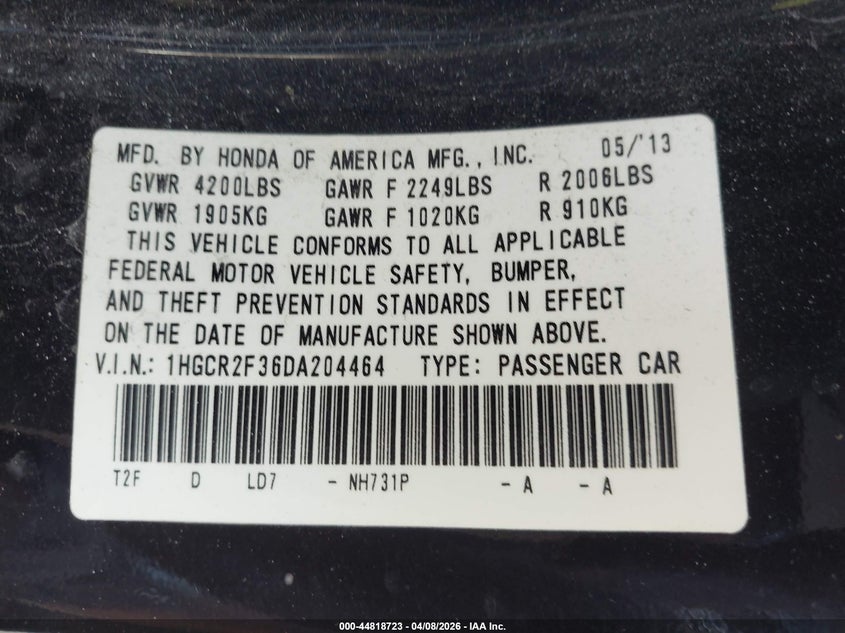 MFD. BY HONDA OF AMERICA MFG., INC. 05/'13
GVWR 4200LBS GAWR F 2249LBS R 2006LBS
GVWR 1905KG GAWR F 1020KG R 910KG
THIS VEHICLE CONFORMS TO ALL APPLICABLE
FEDERAL MOTOR VEHICLE SAFETY, BUMPER,
AND THEFT PREVENTION STANDARDS IN EFFECT
ON THE DATE OF MANUFACTURE SHOWN ABOVE.
V.I.N.: 1HGCR2F36DA204464 TYPE: PASSENGER CAR
T2F D LD7 - NH731P - A - A
000-44818723 - 04/08/2026 - IAA Inc.